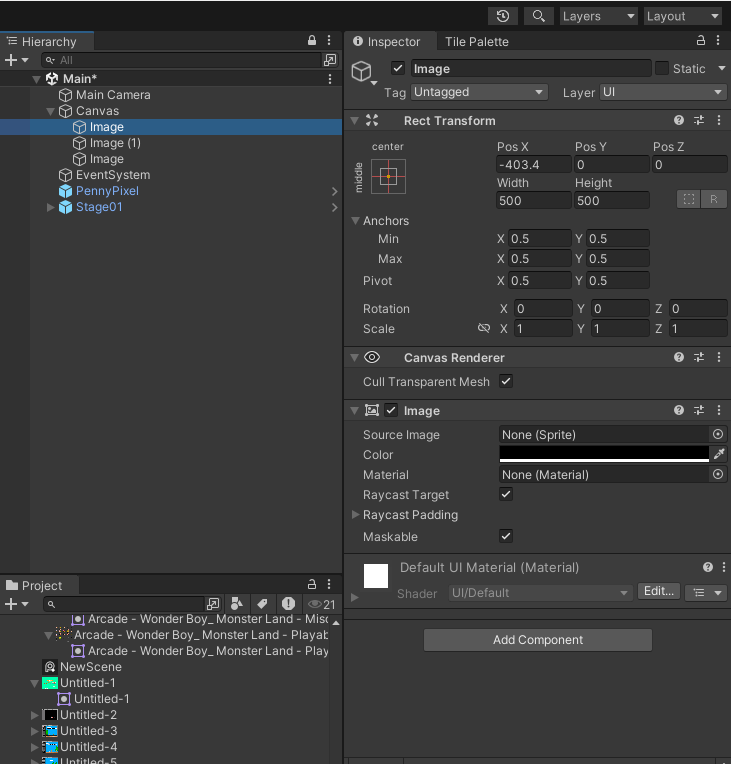 Layers Layout
Hierarchy
All
Main*
Main Camera
Canvas
Image
Image (1)
Image
EventSystem
PennyPixel
Stage01
Project
21
Arcade - Wonder Boy_ Monster Land - Misc
Arcade - Wonder Boy_ Monster Land - Playab
Arcade - Wonder Boy_ Monster Land - Play
NewScene
Untitled-1
Untitled-1
Untitled-2
Untitled-3
Untitled-4
Untitled-5
Inspector Tile Palette
Image Static
Tag Untagged Layer UI
Rect Transform
center Pos X Pos Y Pos Z
middle -403.4 0 0
Width Height
500 500 R
Anchors
Min X 0.5 Y 0.5
Max X 0.5 Y 0.5
Pivot X 0.5 Y 0.5
Rotation X 0 Y 0 Z 0
Scale X 1 Y 1 Z 1
Canvas Renderer
Cull Transparent Mesh
Image
Source Image None (Sprite)
Color
Material None (Material)
Raycast Target
Raycast Padding
Maskable
Default UI Material (Material)
Shader UI/Default Edit...
Add Component